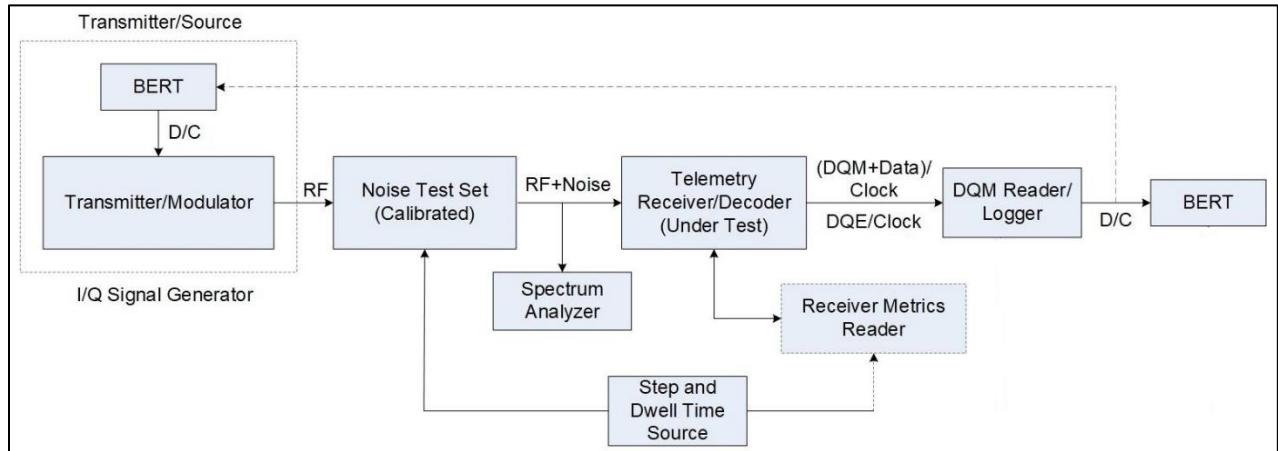 Transmitter/Source
BERT
D/C
Transmitter/Modulator
I/Q Signal Generator
RF
Noise Test Set
(Calibrated)
RF+Noise
Spectrum
Analyzer
Telemetry
Receiver/Decoder
(Under Test)
(DQM+Data)/
Clock
DQE/Clock
DQM Reader/
Logger
D/C
BERT
Receiver Metrics
Reader
Step and
Dwell Time
Source